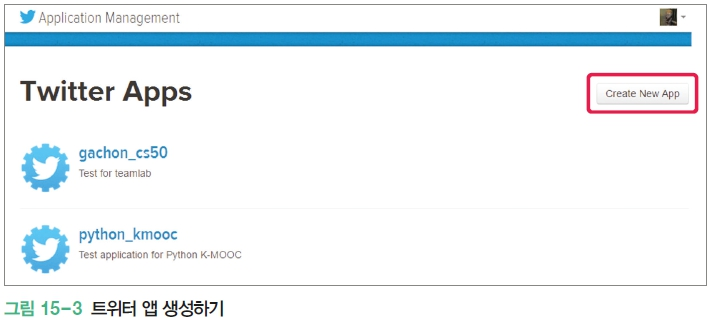 Application Management
Twitter Apps
Create New App
gachon_cs50
Test for teamlab
python_kmooc
Test application for Python K-MOOC
그림 15-3 트위터 앱 생성하기